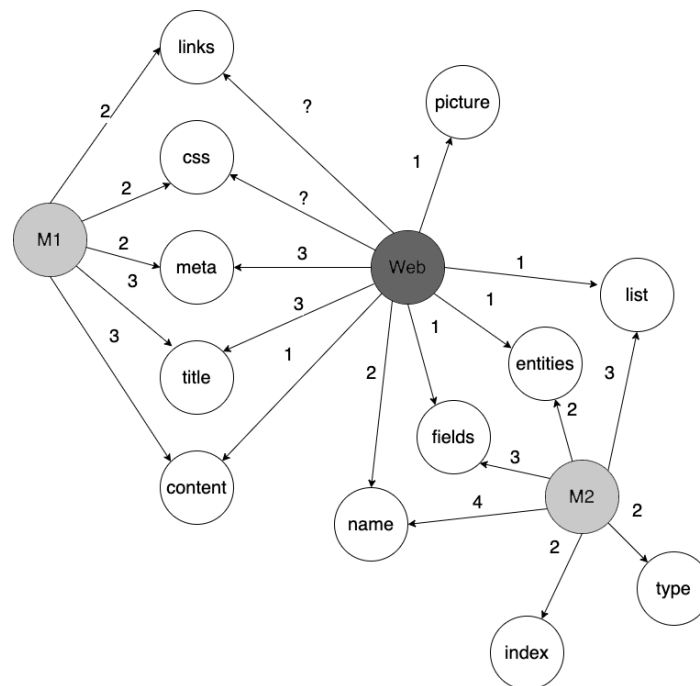 links
?
picture
2
css
1
2
?
M1
2
meta
3
Web
1
list
3
3
1
1
3
1
title
2
entities
3
2
fields
3
content
4
M2
name
2
2
type
index